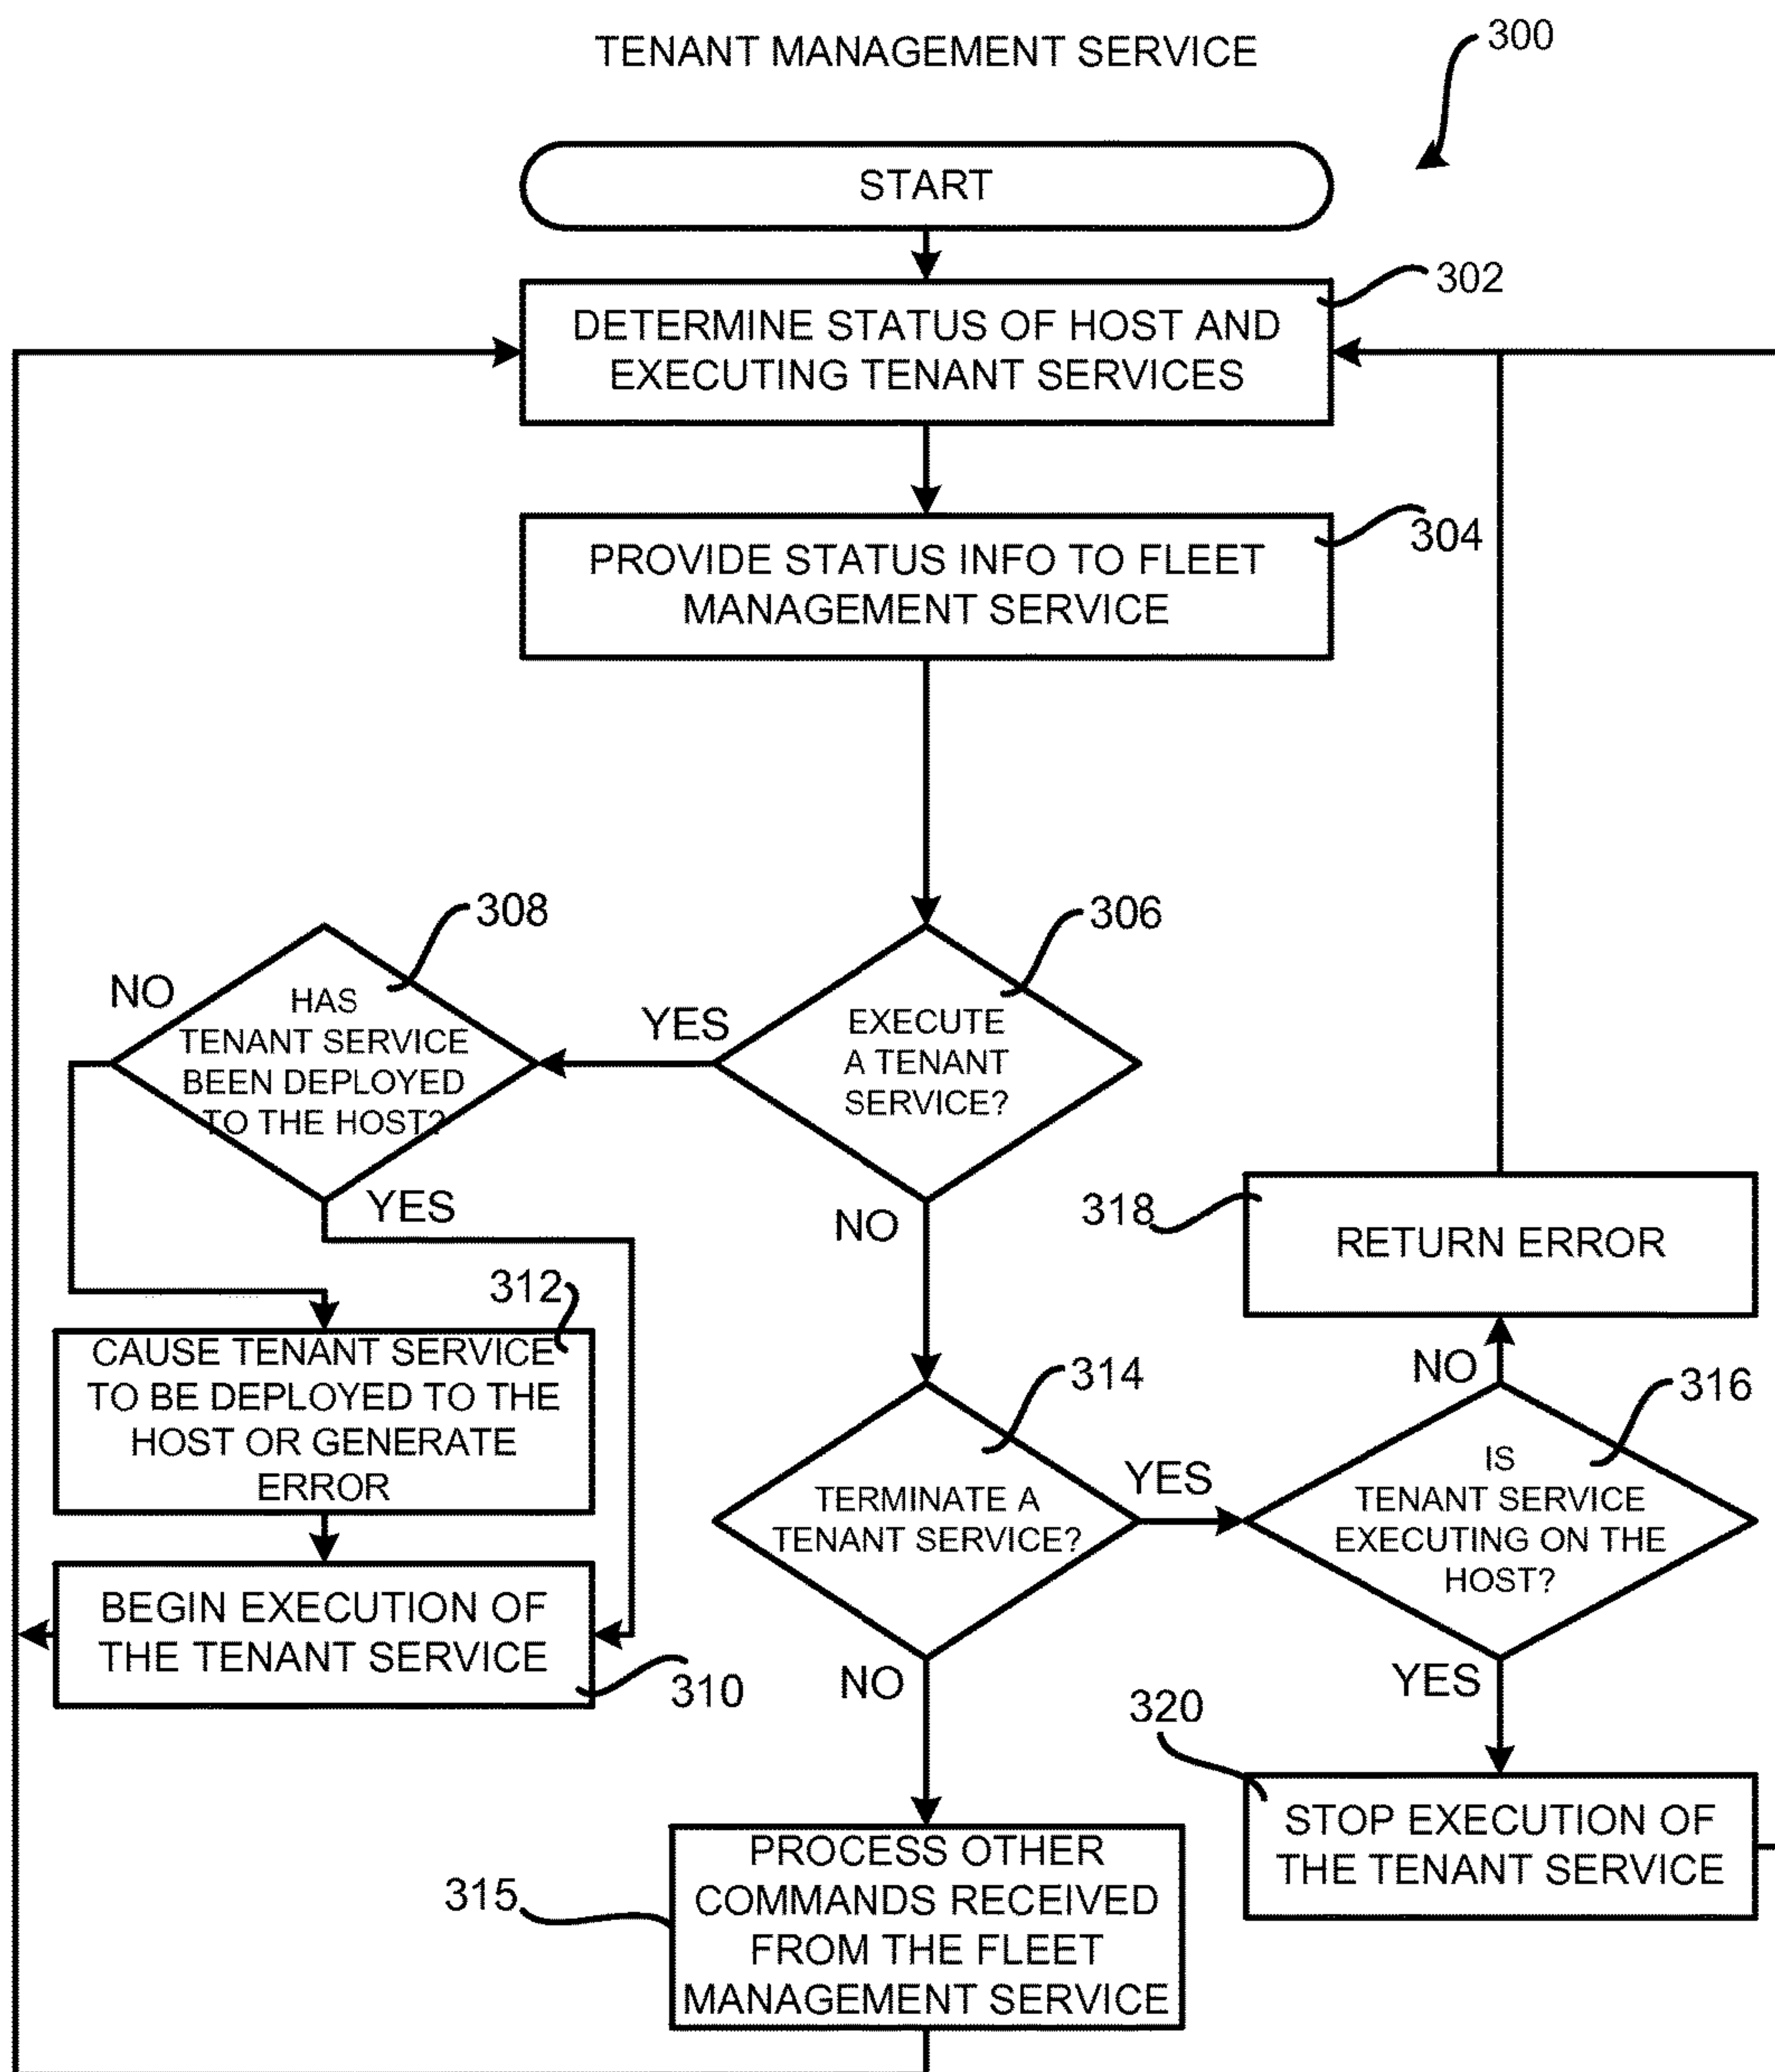 TENANT MANAGEMENT SERVICE
300
START
302
DETERMINE STATUS OF HOST AND
EXECUTING TENANT SERVICES
304
PROVIDE STATUS INFO TO FLEET
MANAGEMENT SERVICE
308
306
NO
HAS
TENANT SERVICE
BEEN DEPLOYED
TO THE HOST?
YES
EXECUTE
A TENANT
SERVICE?
YES
NO
318
RETURN ERROR
312
CAUSE TENANT SERVICE
TO BE DEPLOYED TO THE
HOST OR GENERATE
ERROR
314
NO
316
TERMINATE A
TENANT SERVICE?
YES
IS
TENANT SERVICE
EXECUTING ON THE
HOST?
BEGIN EXECUTION OF
THE TENANT SERVICE
310
NO
YES
320
STOP EXECUTION OF
THE TENANT SERVICE
315
PROCESS OTHER
COMMANDS RECEIVED
FROM THE FLEET
MANAGEMENT SERVICE